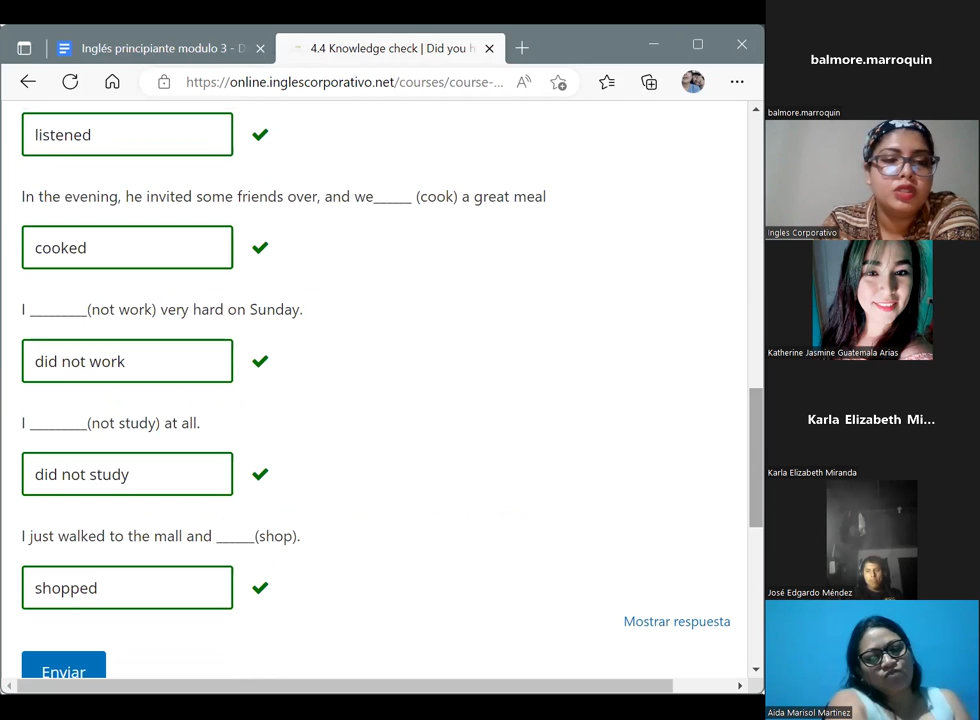 Inglés principiante modulo 3 - D
4.4 Knowledge check | Did you h
https://online.inglescorporativo.net/courses/course-...
listened
In the evening, he invited some friends over, and we______ (cook) a great meal
cooked
I _________(not work) very hard on Sunday.
did not work
I _________(not study) at all.
did not study
I just walked to the mall and ______(shop).
shopped
Mostrar respuesta
Enviar
balmore.marroquin
balmore.marroquin
Ingles Corporativo
Katherine Jasmine Guatemala Arias
Karla Elizabeth Mi...
Karla Elizabeth Miranda
José Edgardo Méndez
Aida Marisol Martinez